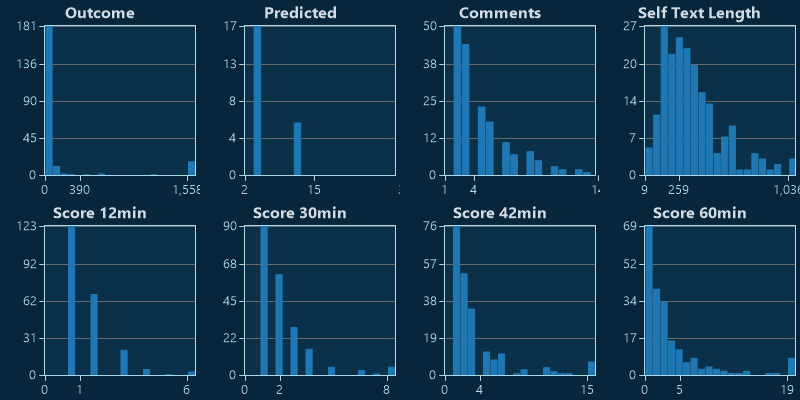 Outcome
181
136
90
45
0
0 390 1,558
Predicted
17
13
8
4
0
2 15
Comments
50
38
25
12
0
1 4 14
Self Text Length
27
20
14
7
0
9 259 1,036
Score 12min
123
92
62
31
0
0 1 6
Score 30min
90
68
45
22
0
0 2 8
Score 42min
76
57
38
19
0
0 4 15
Score 60min
69
52
34
17
0
0 5 19